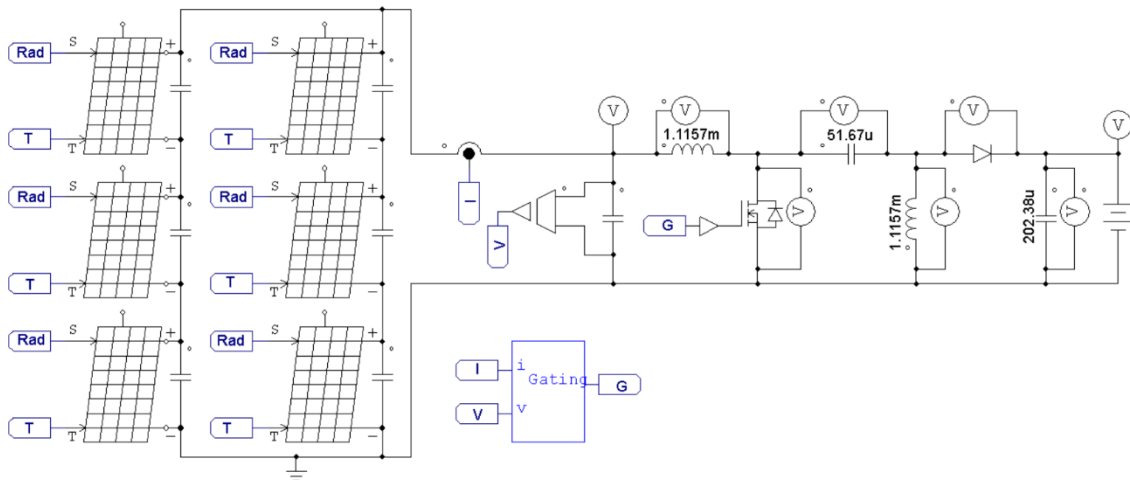 Rad
S
+
T
T
−
Rad
S
+
T
T
−
Rad
S
+
T
T
−
Rad
S
+
T
T
−
Rad
S
+
T
T
−
Rad
S
+
T
T
−
I
V
V
V
1.1157m
G
V
V
51.67u
V
1.1157m
V
202.38u
V
V
I
V
i
v
Gating
G